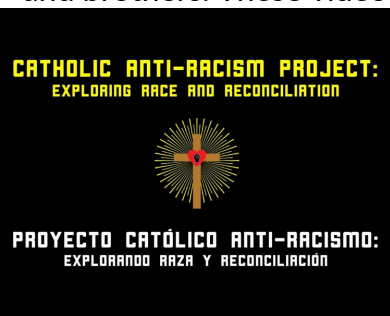 CATHOLIC ANTI-RACISM PROJECT:
EXPLORING RACE AND RECONCILIATION
PROYECTO CATÓLICO ANTI-RACISMO:
EXPLORANDO RAZA Y RECONCILIACIÓN